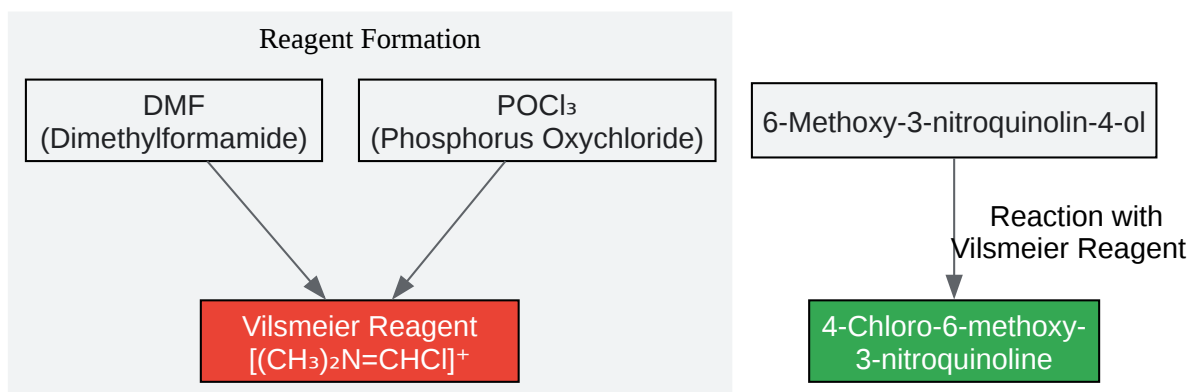 Reagent Formation
DMF
(Dimethylformamide)
POCl₃
(Phosphorus Oxychloride)
6-Methoxy-3-nitroquinolin-4-ol
Reaction with
Vilsmeier Reagent
Vilsmeier Reagent
[(CH₃)₂N=CHCl]⁺
4-Chloro-6-methoxy-
3-nitroquinoline